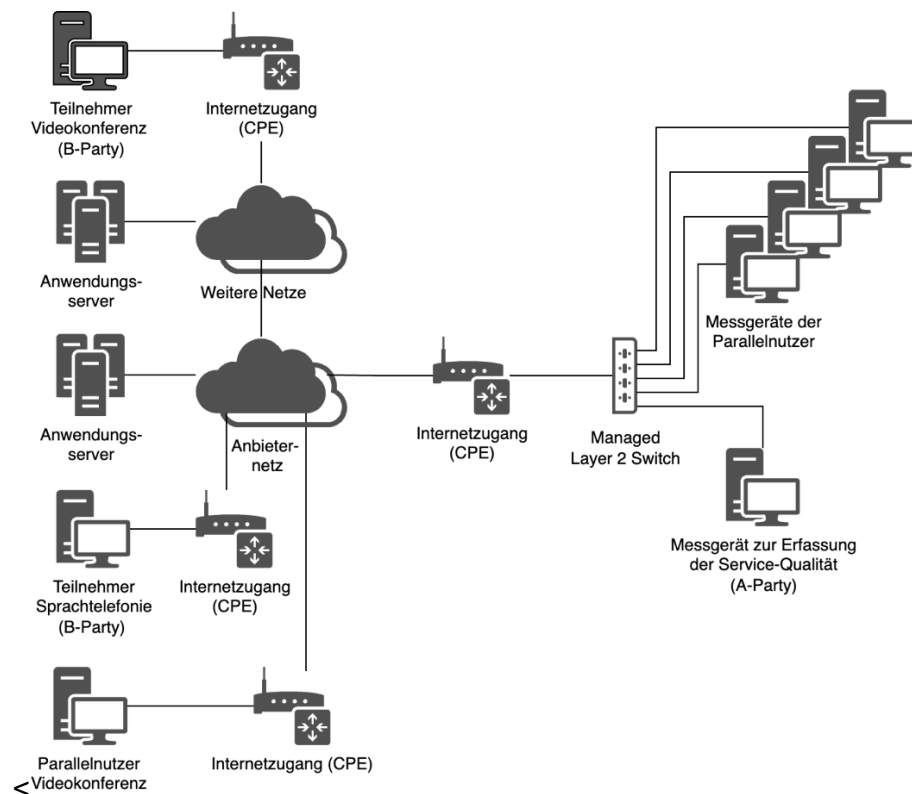 Teilnehmer
Videokonferenz
(B-Party)
Internetzugang
(CPE)
Anwendungs-
server
Weitere Netze
Messgeräte der
Parallelnutzer
Anwendungs-
server
Anbieter-
netz
Internetzugang
(CPE)
Managed
Layer 2 Switch
Messgerät zur Erfassung
der Service-Qualität
(A-Party)
Teilnehmer
Sprachtelefonie
(B-Party)
Internetzugang
(CPE)
Parallelnutzer
Videokonferenz
Internetzugang (CPE)
<